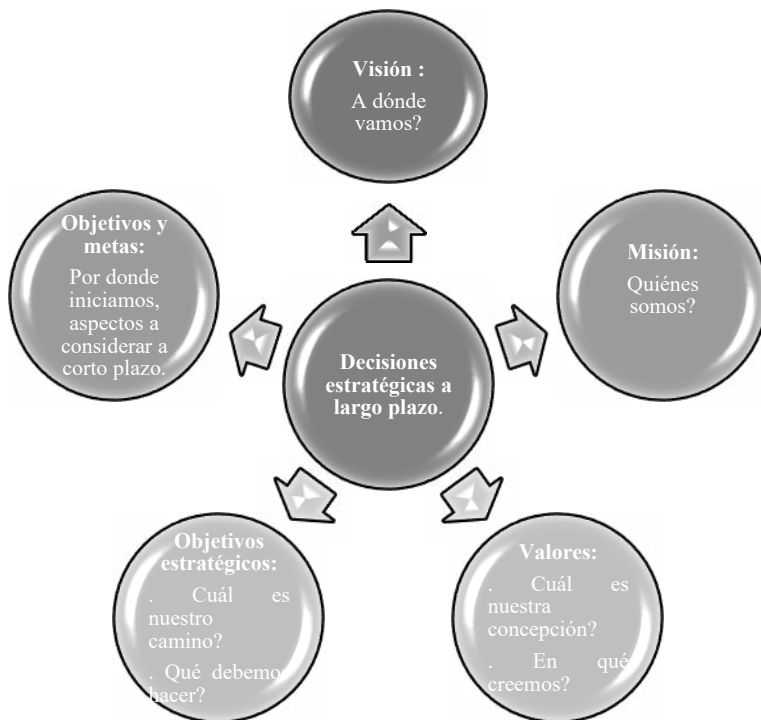 Visión :
A dónde
vamos?
Objetivos y
metas:
Por donde
iniciamos,
aspectos a
considerar a
corto plazo.
Misión:
Quiénes
somos?
Decisiones
estratégicas a
largo plazo.
Objetivos
estratégicos:
. Cuál es
nuestro
camino?
. Qué debemo
hacer?
Valores:
. Cuál es
nuestra
concepción?
. En qué
creemos?